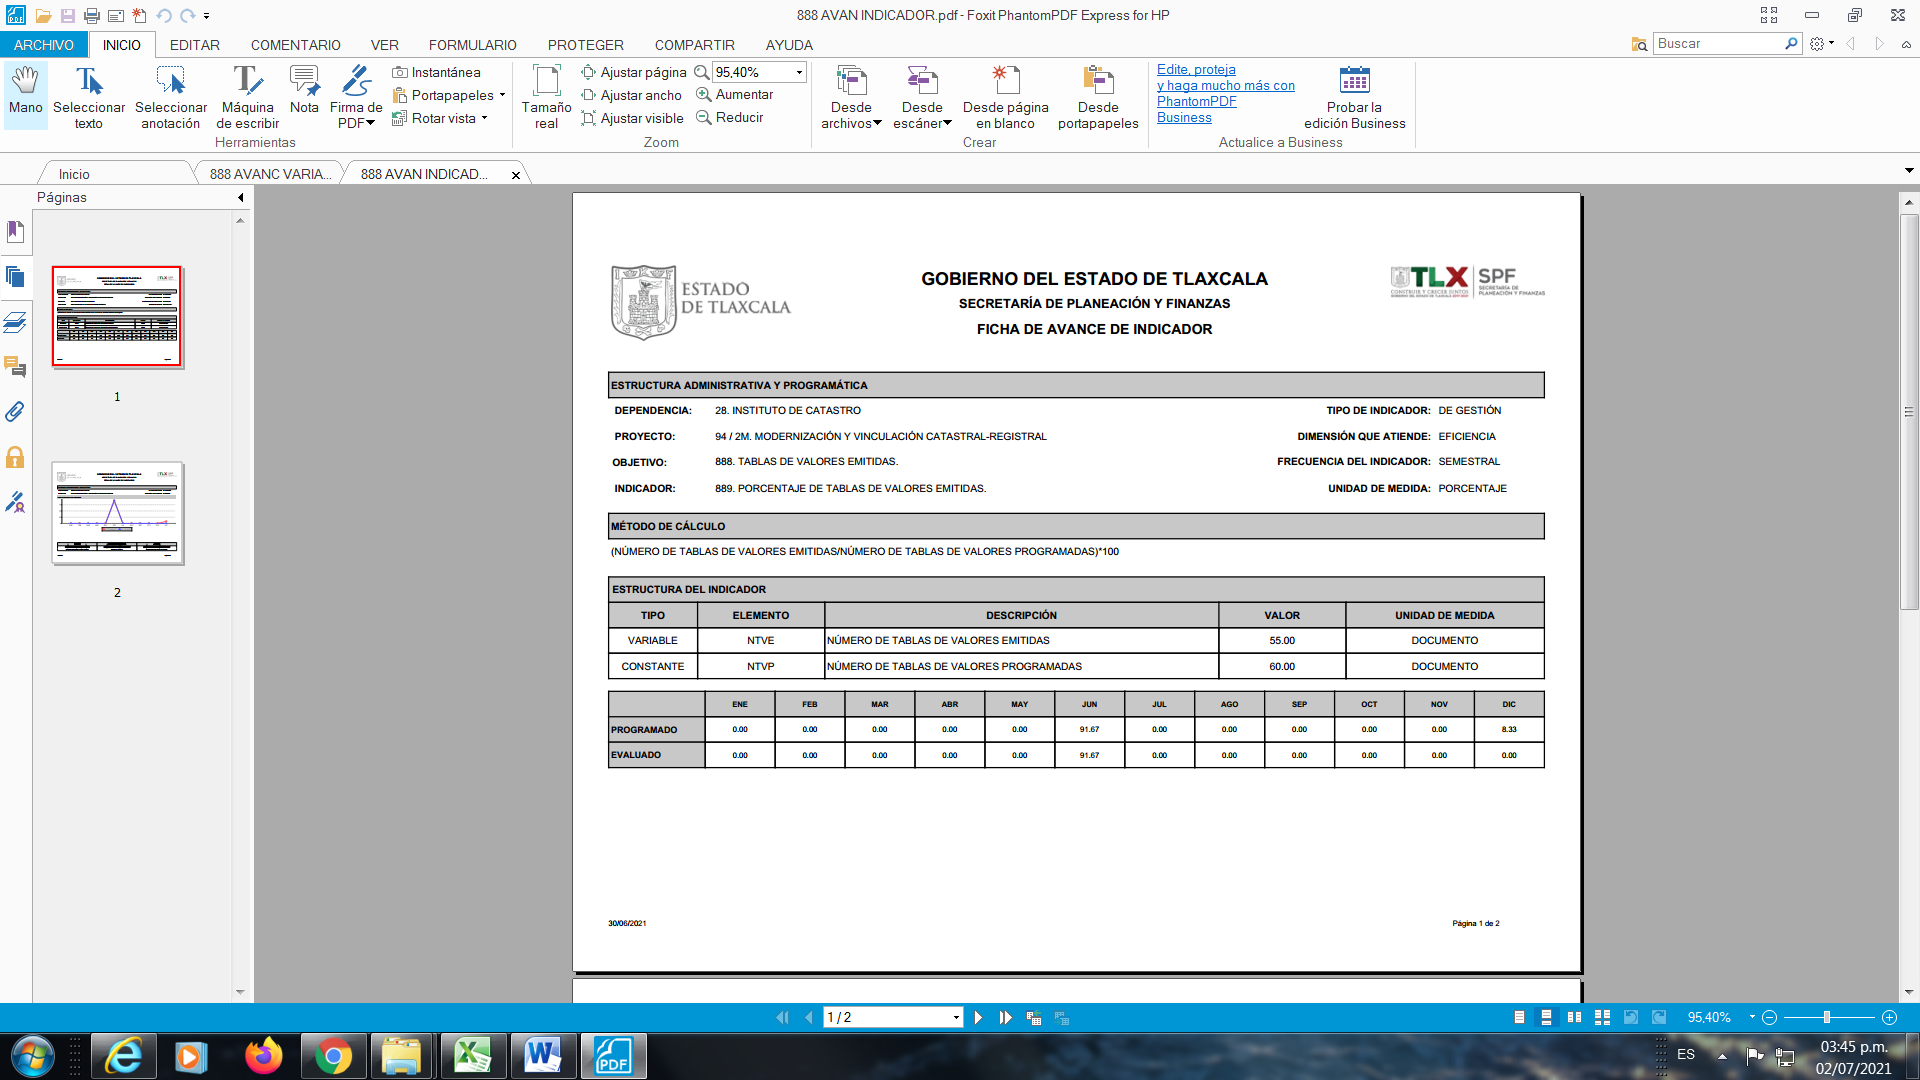 888 AVAN INDICADOR.pdf - Foxit PhantomPDF Express for HP
ARCHIVO INICIO EDITAR COMENTARIO VER FORMULARIO PROTEGER COMPARTIR AYUDA Buscar
Mano
Seleccionar texto
Seleccionar anotación
Máquina de escribir
Nota
Firma de PDF
Instantánea
Portapapeles
Rotar vista
Herramientas
Tamaño real
Ajustar página
Ajustar ancho
Ajustar visible
95,40%
Aumentar
Reducir
Zoom
Desde archivos
Desde escáner
Desde página en blanco
Desde portapapeles
Crear
Edite, proteja
y haga mucho más con
PhantomPDF
Business
Probar la edición Business
Actualice a Business
Inicio 888 AVANC VARIA... 888 AVAN INDICAD...
Páginas
1
2
ESTADO
DE TLAXCALA
GOBIERNO DEL ESTADO DE TLAXCALA
SECRETARÍA DE PLANEACIÓN Y FINANZAS
FICHA DE AVANCE DE INDICADOR
TLX
CONSTRUIR Y CRECER JUNTOS
SPF
SECRETARÍA DE
PLANEACIÓN Y FINANZAS
ESTRUCTURA ADMINISTRATIVA Y PROGRAMÁTICA
DEPENDENCIA: 28. INSTITUTO DE CATASTRO TIPO DE INDICADOR: DE GESTIÓN
PROYECTO: 94 / 2M. MODERNIZACIÓN Y VINCULACIÓN CATASTRAL-REGISTRAL DIMENSIÓN QUE ATIENDE: EFICIENCIA
OBJETIVO: 888. TABLAS DE VALORES EMITIDAS. FRECUENCIA DEL INDICADOR: SEMESTRAL
INDICADOR: 889. PORCENTAJE DE TABLAS DE VALORES EMITIDAS. UNIDAD DE MEDIDA: PORCENTAJE
MÉTODO DE CÁLCULO
(NÚMERO DE TABLAS DE VALORES EMITIDAS/NÚMERO DE TABLAS DE VALORES PROGRAMADAS)*100
ESTRUCTURA DEL INDICADOR
TIPO ELEMENTO DESCRIPCIÓN VALOR UNIDAD DE MEDIDA
VARIABLE NTVE NÚMERO DE TABLAS DE VALORES EMITIDAS 55.00 DOCUMENTO
CONSTANTE NTVP NÚMERO DE TABLAS DE VALORES PROGRAMADAS 60.00 DOCUMENTO
ENE FEB MAR ABR MAY JUN JUL AGO SEP OCT NOV DIC
PROGRAMADO 0.00 0.00 0.00 0.00 0.00 91.67 0.00 0.00 0.00 0.00 0.00 8.33
EVALUADO 0.00 0.00 0.00 0.00 0.00 91.67 0.00 0.00 0.00 0.00 0.00 0.00
30/06/2021 Página 1 de 2
1 / 2 95,40%
ES 03:45 p.m.
02/07/2021